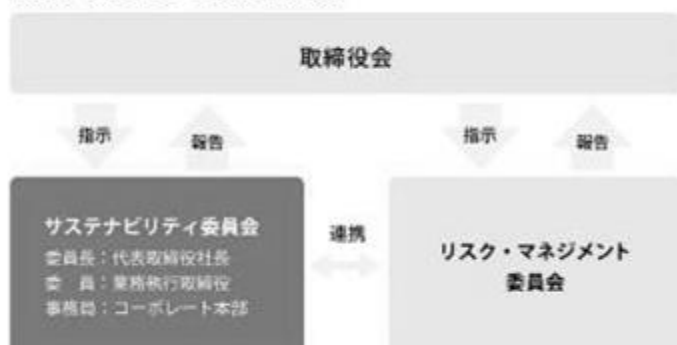 取締役会
指示
報告
指示
報告
サステナビリティ委員会
委員長：代表取締役社長
委　員：業務執行取締役
事務局：コーポレート本部
連携
リスク・マネジメント
委員会